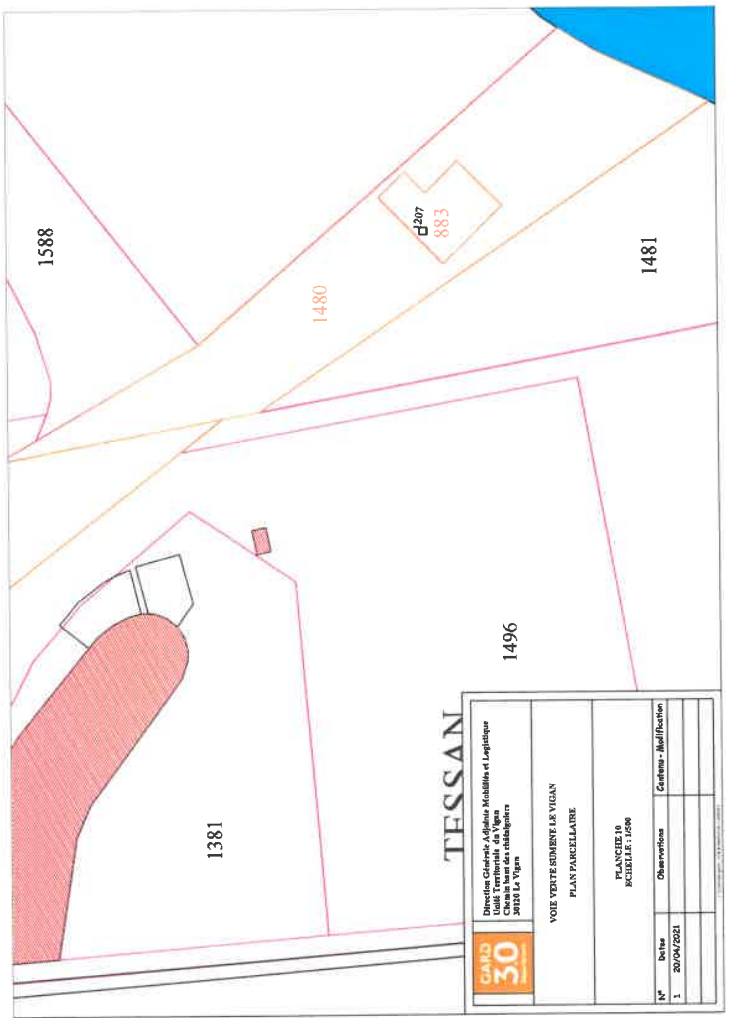 1588
207
883
1480
1481
1496
1381
TESSAN
GARD
30
Direction Générale Adjointe Mobilités et Logistique
Unité Territoriale du Vigan
Chemin haut des châtaigniers
30120 Le Vigan
VOIE VERTE SUMENE LE VIGAN
PLAN PARCELLAIRE
PLANCHE 10
ECHELLE : 1/500
N° Dates Observations Contenu - Modification
1 20/04/2021